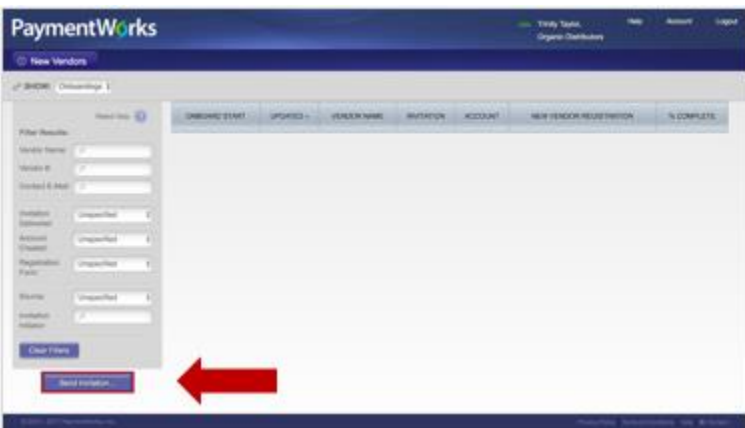 PaymentWorks
Trinity Taylor,
Organic Distributors
Help
Account
Logout
New Vendors
SHOW: Onboardings
Need Help
ONBOARD START
UPDATED
VENDOR NAME
INVITATION
ACCOUNT
NEW VENDOR REGISTRATION
% COMPLETE
Filter Results:
Vendor Name:
Vendor #:
Contact E-Mail:
Invitation
Delivered:
Unspecified
Account
Created:
Unspecified
Registration
Form:
Unspecified
Source:
Unspecified
Invitation
Initiator:
Clear Filters
Send Invitation...